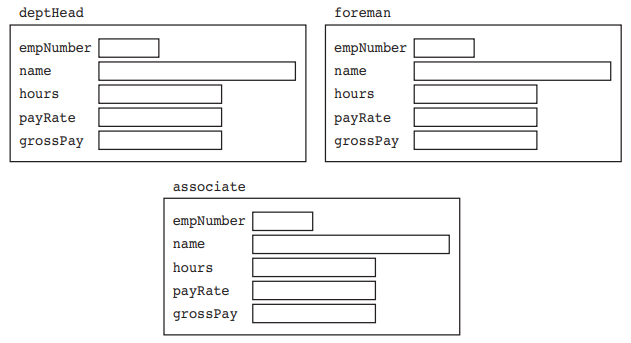 deptHead
empNumber
name
hours
payRate
grossPay
foreman
empNumber
name
hours
payRate
grossPay
associate
empNumber
name
hours
payRate
grossPay